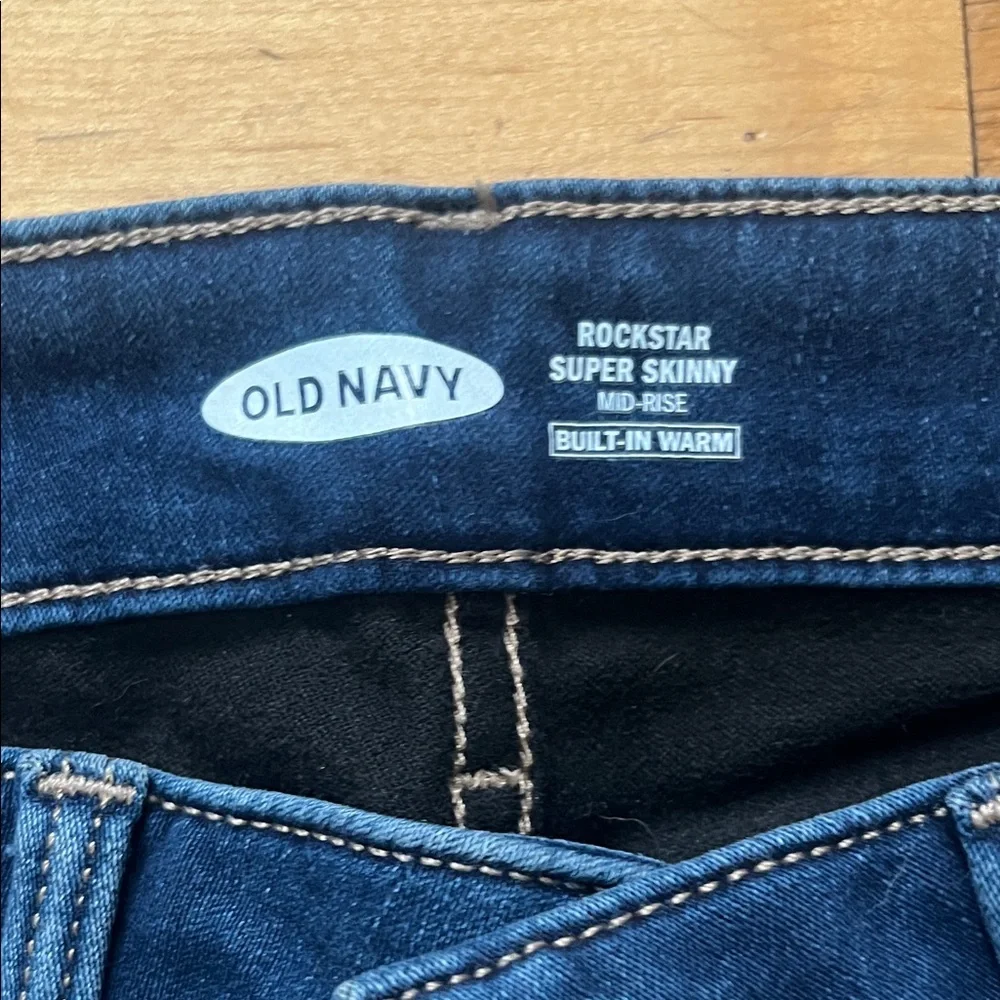 OLD NAVY
ROCKSTAR
SUPER SKINNY
MID-RISE
BUILT-IN WARM